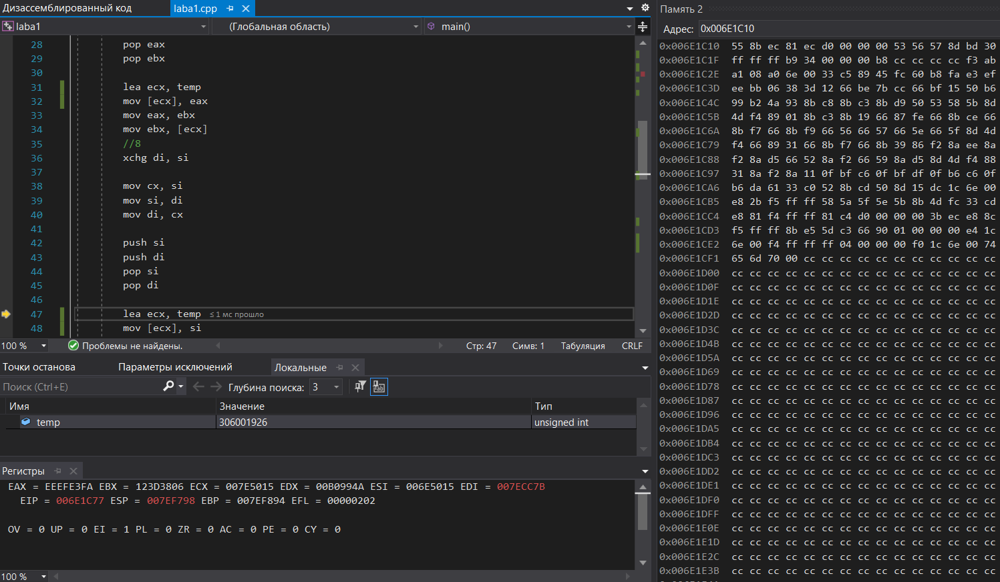 Дизассемблированный код
laba1.cpp
laba1
(Глобальная область)
main()
28 pop eax
29 pop ebx
30
31 lea ecx, temp
32 mov [ecx], eax
33 mov eax, ebx
34 mov ebx, [ecx]
35 //8
36 xchg di, si
37
38 mov cx, si
39 mov si, di
40 mov di, cx
41
42 push si
43 push di
44 pop si
45 pop di
46
47 lea ecx, temp ≤ 1 мс прошло
48 mov [ecx], si
100 %
Проблемы не найдены.
Стр: 47 Симв: 1 Табуляция CRLF
Точки останова Параметры исключений Локальные
Поиск (Ctrl+E)
Глубина поиска: 3
Имя Значение Тип
temp 306001926 unsigned int
Регистры
EAX = EEEFE3FA EBX = 123D3806 ECX = 007E5015 EDX = 00B0994A ESI = 006E5015 EDI = 007ECC7B
EIP = 006E1C77 ESP = 007EF798 EBP = 007EF894 EFL = 00000202
OV = 0 UP = 0 EI = 1 PL = 0 ZR = 0 AC = 0 PE = 0 CY = 0
100 %
Память 2
Адрес: 0x006E1C10
0x006E1C10 55 8b ec 81 ec d0 00 00 00 53 56 57 8d bd 30
0x006E1C1F ff ff ff b9 34 00 00 00 b8 cc cc cc cc f3 ab
0x006E1C2E a1 08 a0 6e 00 33 c5 89 45 fc 60 b8 fa e3 ef
0x006E1C3D ee bb 06 38 3d 12 66 be 7b cc 66 bf 15 50 b6
0x006E1C4C 99 b2 4a 93 8b c8 8b c3 8b d9 50 53 58 5b 8d
0x006E1C5B 4d f4 89 01 8b c3 8b 19 66 87 fe 66 8b ce 66
0x006E1C6A 8b f7 66 8b f9 66 56 66 57 66 5e 66 5f 8d 4d
0x006E1C79 f4 66 89 31 66 8b f7 66 8b 39 86 f2 8a ee 8a
0x006E1C88 f2 8a d5 66 52 8a f2 66 59 8a d5 8d 4d f4 88
0x006E1C97 31 8a f2 8a 11 0f bf c6 0f bf df 0f b6 c6 0f
0x006E1CA6 b6 da 61 33 c0 52 8b cd 50 8d 15 dc 1c 6e 00
0x006E1CB5 e8 2b f5 ff ff 58 5a 5f 5e 5b 8b 4d fc 33 cd
0x006E1CC4 e8 81 f4 ff ff 81 c4 d0 00 00 00 3b ec e8 8c
0x006E1CD3 f5 ff ff 8b e5 5d c3 66 90 01 00 00 00 e4 1c
0x006E1CE2 6e 00 f4 ff ff ff 04 00 00 00 f0 1c 6e 00 74
0x006E1CF1 65 6d 70 00 cc cc cc cc cc cc cc cc cc cc cc
0x006E1D00 cc cc cc cc cc cc cc cc cc cc cc cc cc cc cc
0x006E1D0F cc cc cc cc cc cc cc cc cc cc cc cc cc cc cc
0x006E1D1E cc cc cc cc cc cc cc cc cc cc cc cc cc cc cc
0x006E1D2D cc cc cc cc cc cc cc cc cc cc cc cc cc cc cc
0x006E1D3C cc cc cc cc cc cc cc cc cc cc cc cc cc cc cc
0x006E1D4B cc cc cc cc cc cc cc cc cc cc cc cc cc cc cc
0x006E1D5A cc cc cc cc cc cc cc cc cc cc cc cc cc cc cc
0x006E1D69 cc cc cc cc cc cc cc cc cc cc cc cc cc cc cc
0x006E1D78 cc cc cc cc cc cc cc cc cc cc cc cc cc cc cc
0x006E1D87 cc cc cc cc cc cc cc cc cc cc cc cc cc cc cc
0x006E1D96 cc cc cc cc cc cc cc cc cc cc cc cc cc cc cc
0x006E1DA5 cc cc cc cc cc cc cc cc cc cc cc cc cc cc cc
0x006E1DB4 cc cc cc cc cc cc cc cc cc cc cc cc cc cc cc
0x006E1DC3 cc cc cc cc cc cc cc cc cc cc cc cc cc cc cc
0x006E1DD2 cc cc cc cc cc cc cc cc cc cc cc cc cc cc cc
0x006E1DE1 cc cc cc cc cc cc cc cc cc cc cc cc cc cc cc
0x006E1DF0 cc cc cc cc cc cc cc cc cc cc cc cc cc cc cc
0x006E1DFF cc cc cc cc cc cc cc cc cc cc cc cc cc cc cc
0x006E1E0E cc cc cc cc cc cc cc cc cc cc cc cc cc cc cc
0x006E1E1D cc cc cc cc cc cc cc cc cc cc cc cc cc cc cc
0x006E1E2C cc cc cc cc cc cc cc cc cc cc cc cc cc cc cc
0x006E1E3B cc cc cc cc cc cc cc cc cc cc cc cc cc cc cc